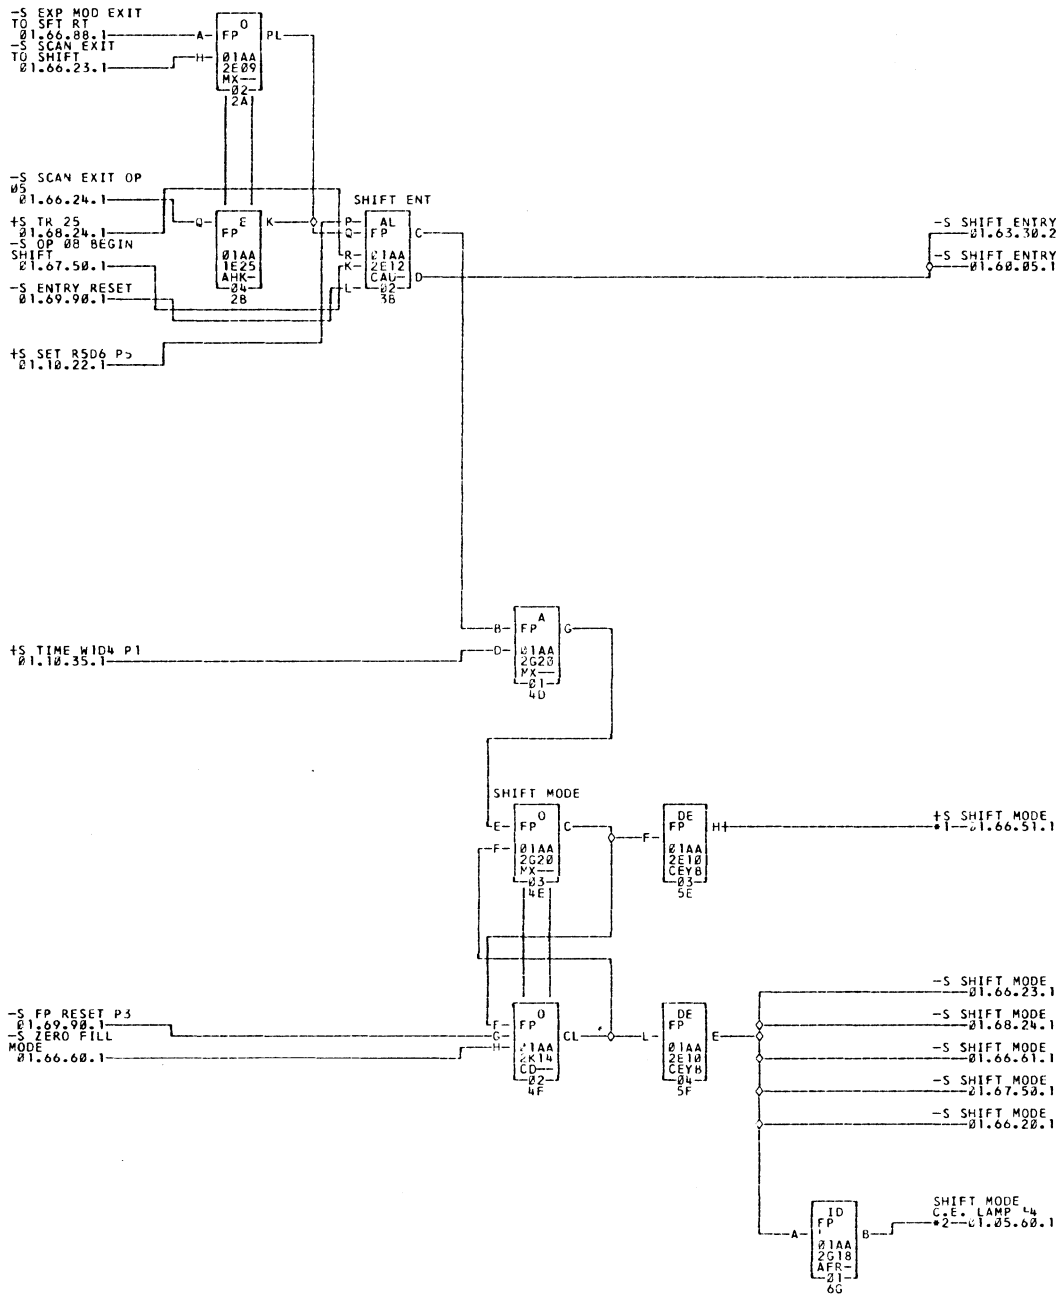 -S EXP MOD EXIT
TO SFT RT
01.66.88.1
-S SCAN EXIT
TO SHIFT
01.66.23.1
A
H
O
FP
PL
01AA
2E09
MX--
02
2A
-S SCAN EXIT OP
05
01.66.24.1
+S TR 25
01.68.24.1
-S OP 08 BEGIN
SHIFT
01.67.50.1
-S ENTRY RESET
01.69.90.1
+S SET R5D6 P5
01.10.22.1
Q
E
FP
K
01AA
1E25
AHK-
04
2B
SHIFT ENT
P
Q
R
K
L
AL
FP
C
01AA
2E12
CAD-
D
02
3B
-S SHIFT ENTRY
01.63.30.2
-S SHIFT ENTRY
01.60.05.1
+S TIME W1D4 P1
01.10.35.1
B
D
A
FP
G
01AA
2G20
MX--
01
4D
SHIFT MODE
E
F
O
FP
C
01AA
2G20
MX--
03
4E
F
DE
FP
H
01AA
2E10
CEYB
03
5E
+S SHIFT MODE
*1--01.66.51.1
-S FP RESET P3
01.69.90.1
-S ZERO FILL
MODE
01.66.60.1
F
G
H
O
FP
CL
01AA
2K14
CD--
02
4F
L
DE
FP
E
01AA
2E10
CEYB
04
5F
-S SHIFT MODE
01.66.23.1
-S SHIFT MODE
01.68.24.1
-S SHIFT MODE
01.66.61.1
-S SHIFT MODE
01.67.50.1
-S SHIFT MODE
01.66.20.1
A
ID
FP
B
01AA
2G18
AFR-
01
6G
SHIFT MODE
C.E. LAMP
*2--01.05.60.1